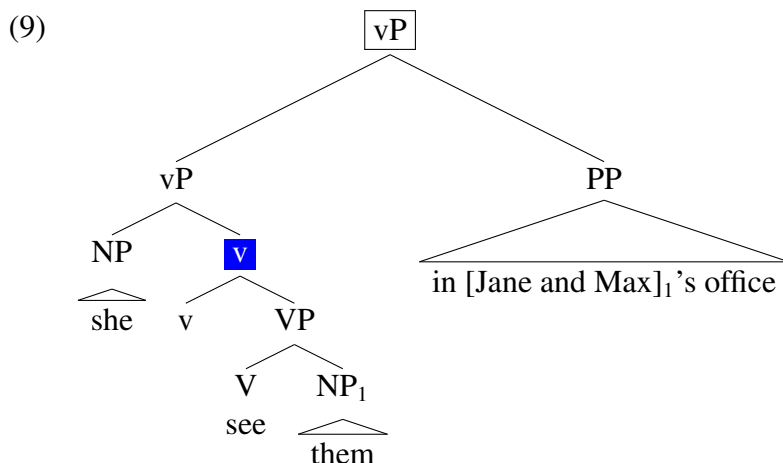 (9) vP
vP PP
NP v
she v VP in [Jane and Max]₁'s office
V NP₁
see them